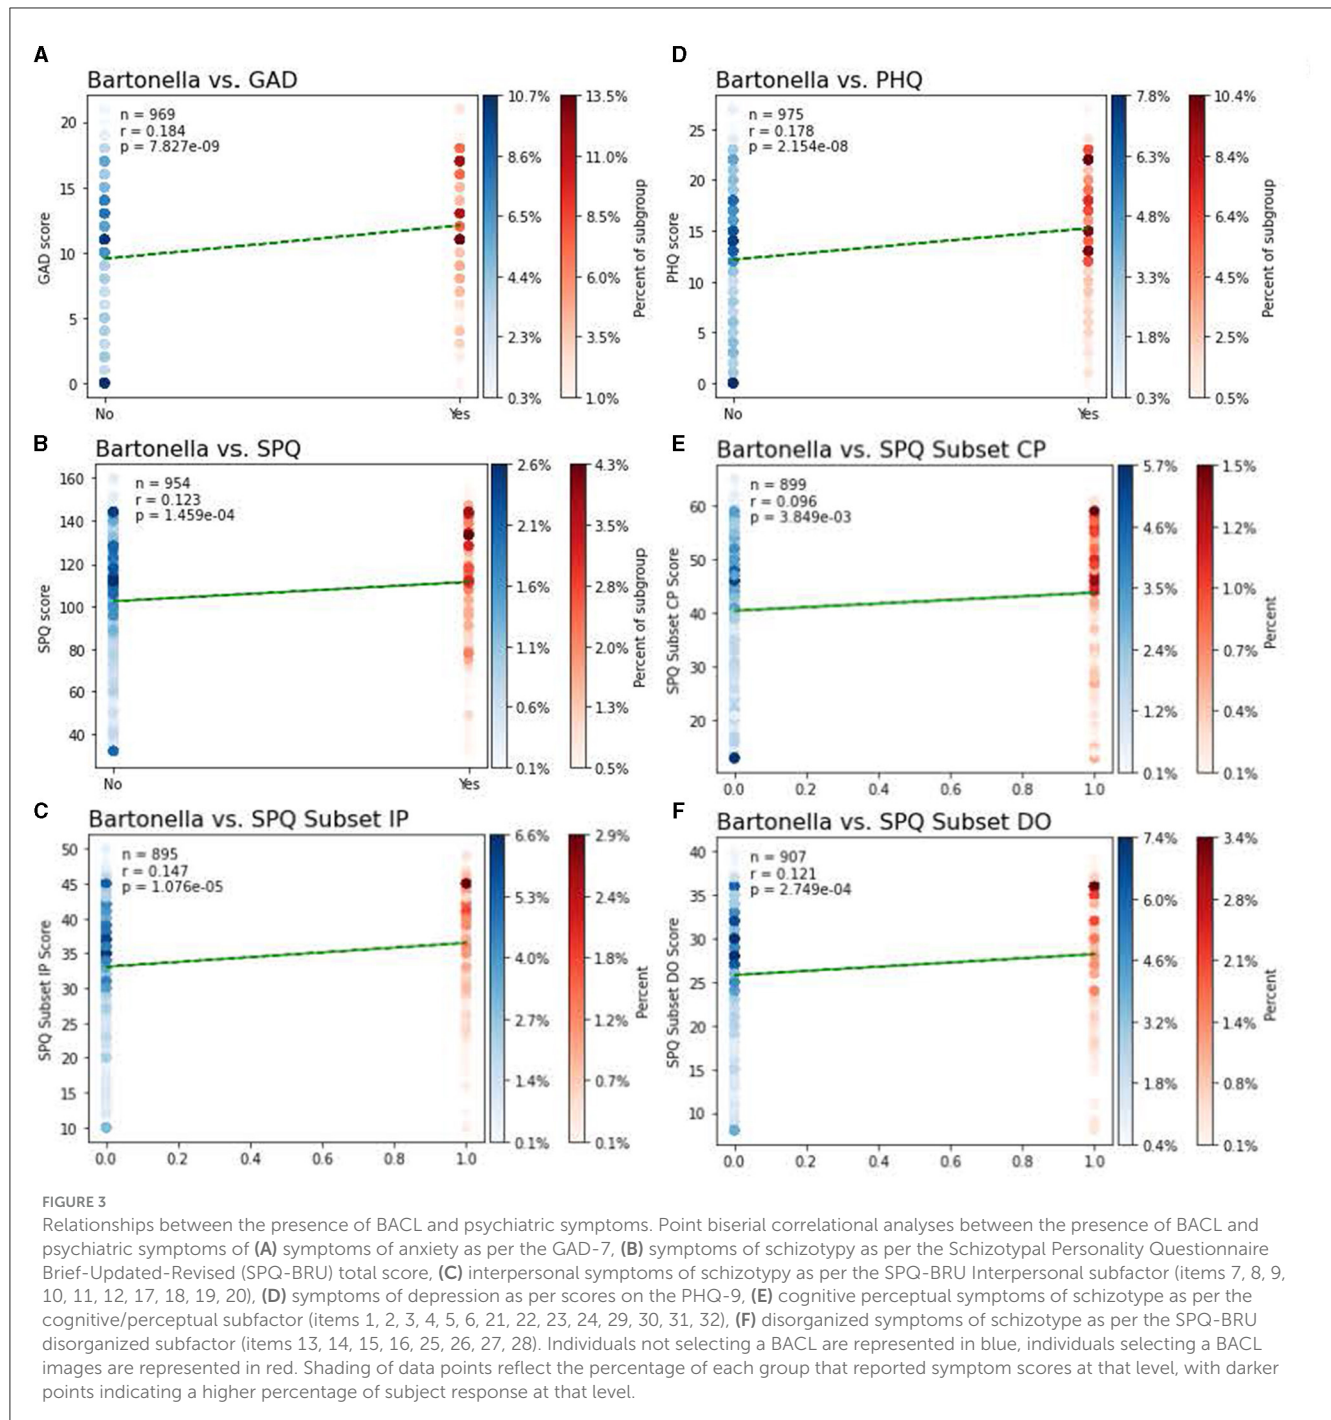 A
Bartonella vs. GAD
n = 969
r = 0.184
p = 7.827e-09
GAD score
20
15
10
5
0
No
Yes
10.7%
8.6%
6.5%
4.4%
2.3%
0.3%
13.5%
11.0%
8.5%
6.0%
3.5%
1.0%
Percent of subgroup
D
Bartonella vs. PHQ
n = 975
r = 0.178
p = 2.154e-08
PHQ score
25
20
15
10
5
0
No
Yes
7.8%
6.3%
4.8%
3.3%
1.8%
0.3%
10.4%
8.4%
6.4%
4.5%
2.5%
0.5%
Percent of subgroup
B
Bartonella vs. SPQ
n = 954
r = 0.123
p = 1.459e-04
SPQ score
160
140
120
100
80
60
40
No
Yes
2.6%
2.1%
1.6%
1.1%
0.6%
0.1%
4.3%
3.5%
2.8%
2.0%
1.3%
0.5%
Percent of subgroup
E
Bartonella vs. SPQ Subset CP
n = 899
r = 0.096
p = 3.849e-03
SPQ Subset CP Score
60
50
40
30
20
0.0
0.2
0.4
0.6
0.8
1.0
5.7%
4.6%
3.5%
2.4%
1.2%
0.1%
1.5%
1.2%
1.0%
0.7%
0.4%
0.1%
Percent
C
Bartonella vs. SPQ Subset IP
n = 895
r = 0.147
p = 1.076e-05
SPQ Subset IP Score
50
45
40
35
30
25
20
15
10
0.0
0.2
0.4
0.6
0.8
1.0
6.6%
5.3%
4.0%
2.7%
1.4%
0.1%
2.9%
2.4%
1.8%
1.2%
0.7%
0.1%
Percent
F
Bartonella vs. SPQ Subset DO
n = 907
r = 0.121
p = 2.749e-04
SPQ Subset DO Score
40
35
30
25
20
15
10
0.0
0.2
0.4
0.6
0.8
1.0
7.4%
6.0%
4.6%
3.2%
1.8%
0.4%
3.4%
2.8%
2.1%
1.4%
0.8%
0.1%
Percent
FIGURE 3
Relationships between the presence of BACL and psychiatric symptoms. Point biserial correlational analyses between the presence of BACL and
psychiatric symptoms of (A) symptoms of anxiety as per the GAD-7, (B) symptoms of schizotypy as per the Schizotypal Personality Questionnaire
Brief-Updated-Revised (SPQ-BRU) total score, (C) interpersonal symptoms of schizotypy as per the SPQ-BRU Interpersonal subfactor (items 7, 8, 9,
10, 11, 12, 17, 18, 19, 20), (D) symptoms of depression as per scores on the PHQ-9, (E) cognitive perceptual symptoms of schizotype as per the
cognitive/perceptual subfactor (items 1, 2, 3, 4, 5, 6, 21, 22, 23, 24, 29, 30, 31, 32), (F) disorganized symptoms of schizotype as per the SPQ-BRU
disorganized subfactor (items 13, 14, 15, 16, 25, 26, 27, 28). Individuals not selecting a BACL are represented in blue, individuals selecting a BACL
images are represented in red. Shading of data points reflect the percentage of each group that reported symptom scores at that level, with darker
points indicating a higher percentage of subject response at that level.